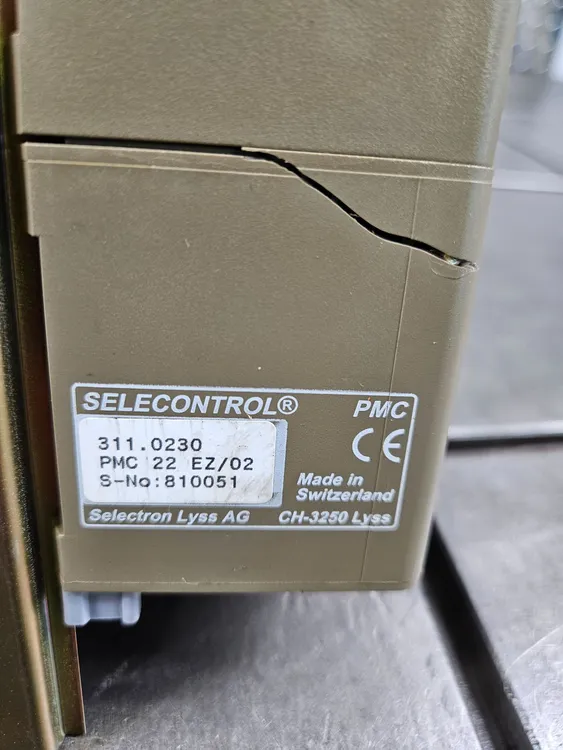 SELECONTROL® PMC
311.0230
PMC 22 EZ/02
S-No:810051
CE
Made in
Switzerland
Selectron Lyss AG CH-3250 Lyss